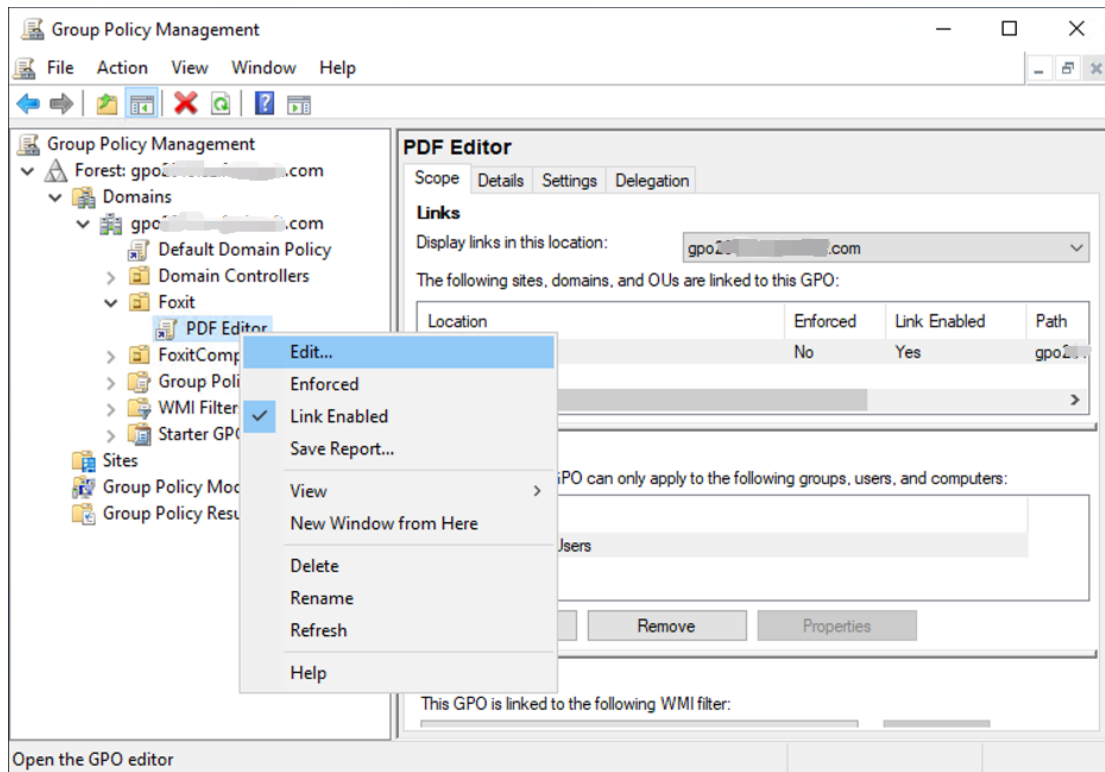 Group Policy Management
File Action View Window Help
Group Policy Management
Forest: gpo .com
Domains
gpo .com
Default Domain Policy
Domain Controllers
Foxit
PDF Editor
FoxitComp
Group Poli
WMI Filter
Starter GPO
Sites
Group Policy Mod
Group Policy Resu
Edit...
Enforced
Link Enabled
Save Report...
View
New Window from Here
Delete
Rename
Refresh
Help
PDF Editor
Scope Details Settings Delegation
Links
Display links in this location: gpo2 .com
The following sites, domains, and OUs are linked to this GPO:
Location Enforced Link Enabled Path
No Yes gpo2
GPO can only apply to the following groups, users, and computers:
Users
Remove Properties
This GPO is linked to the following WMI filter:
Open the GPO editor